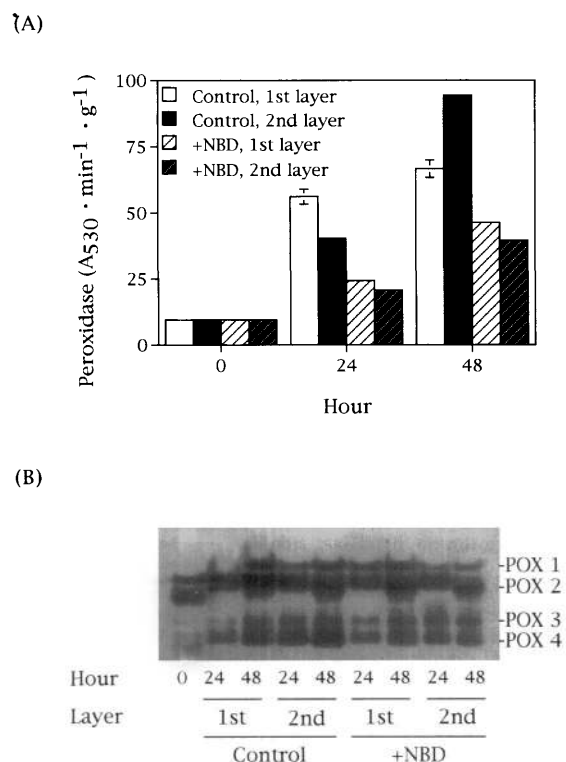 (A)
Peroxidase (A530 · min-1 · g-1)
100
75
50
25
0
Control, 1st layer
Control, 2nd layer
+NBD, 1st layer
+NBD, 2nd layer
0 24 48
Hour
(B)
-POX 1
-POX 2
-POX 3
-POX 4
Hour 0 24 48 24 48 24 48 24 48
Layer 1st 2nd 1st 2nd
Control +NBD